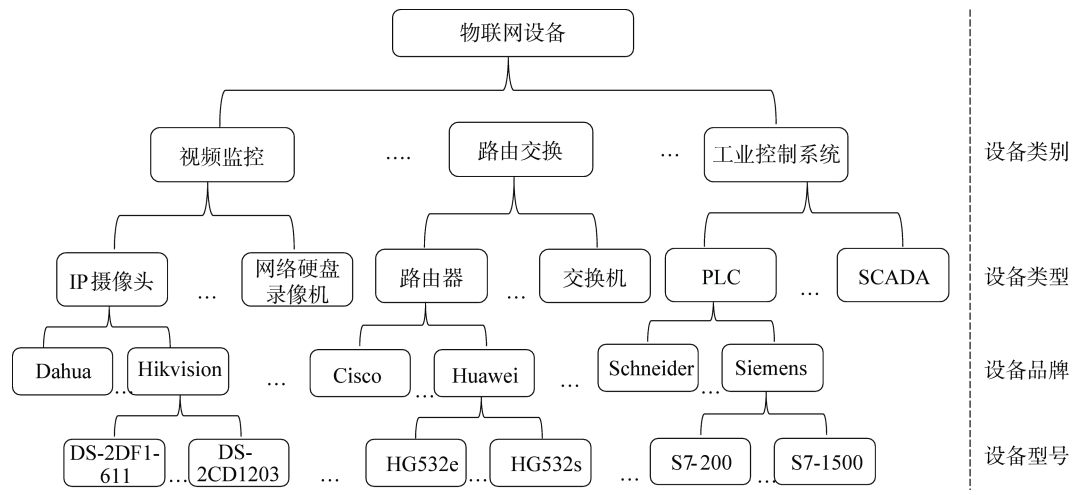 物联网设备
视频监控
….
路由交换
…
工业控制系统
设备类别
IP摄像头
…
网络硬盘
录像机
路由器
…
交换机
PLC
…
SCADA
设备类型
Dahua
…
Hikvision
…
Cisco
…
Huawei
…
Schneider
…
Siemens
设备品牌
DS-2DF1-
611
…
DS-
2CD1203
…
HG532e
…
HG532s
…
S7-200
…
S7-1500
设备型号